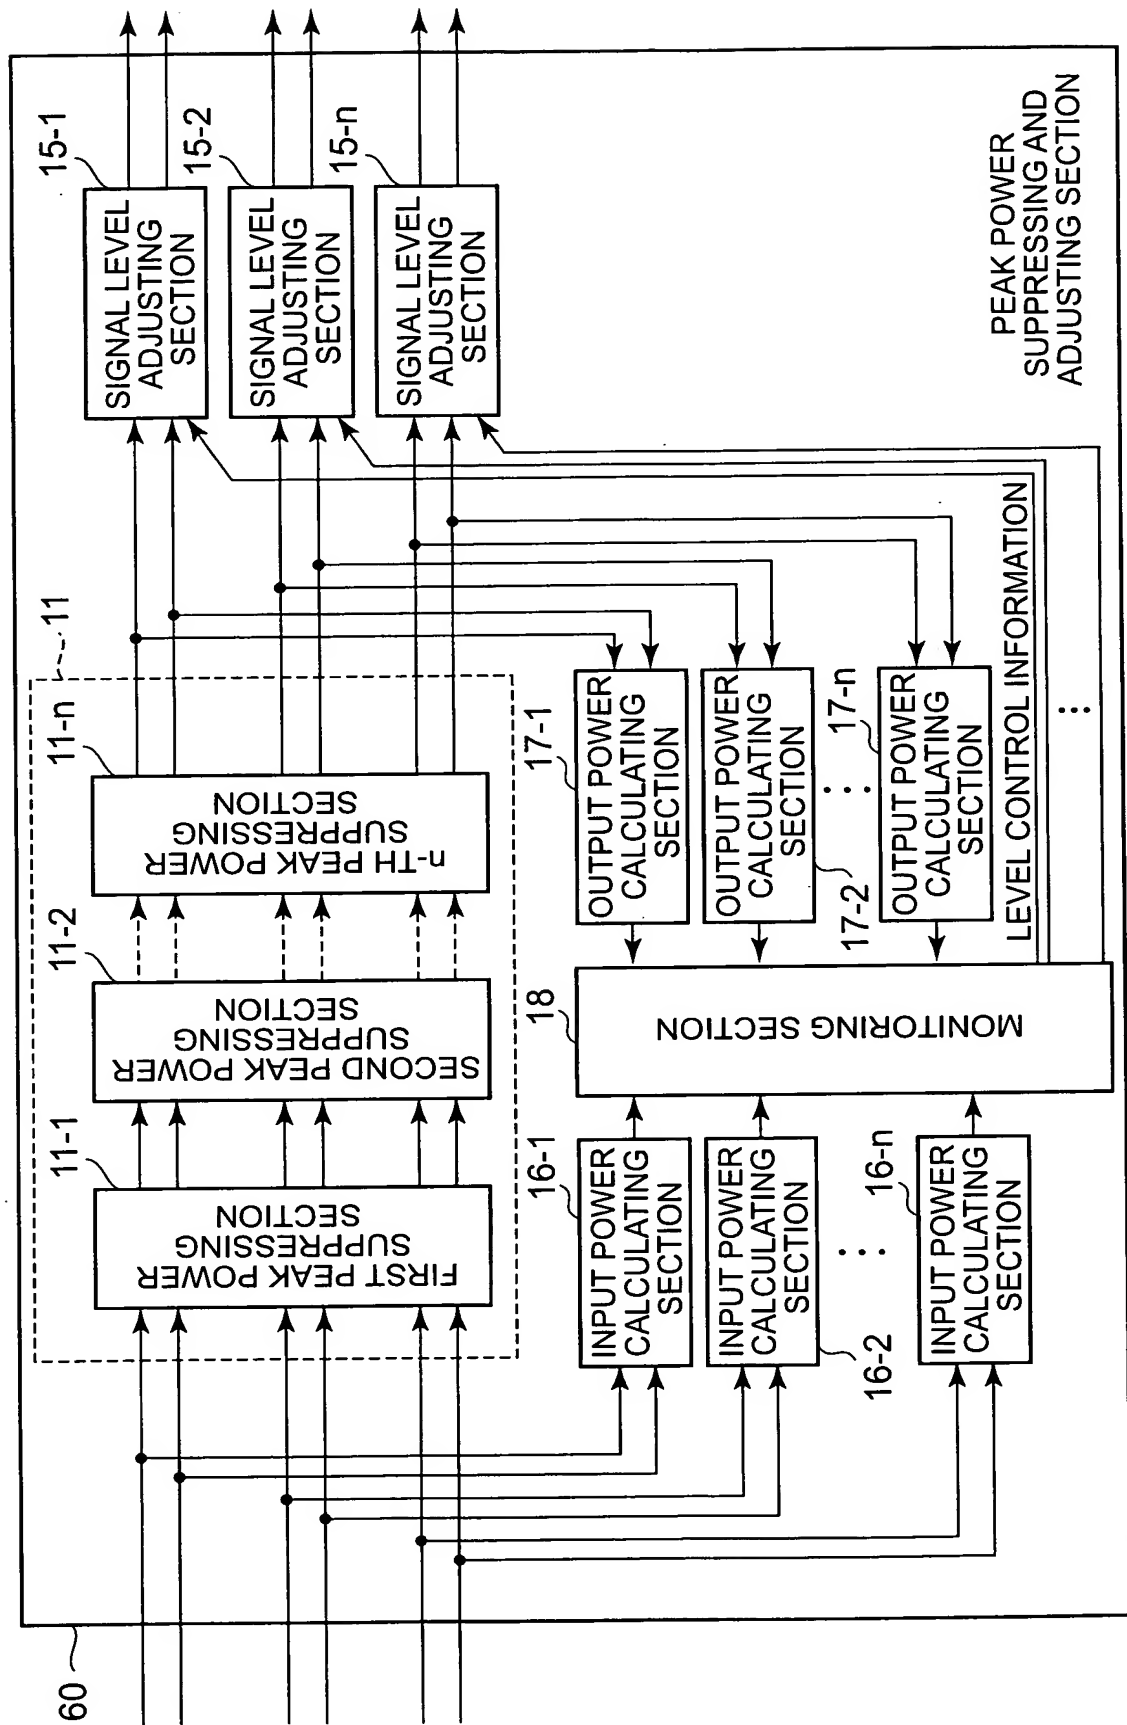 60
11
11-1
FIRST PEAK POWER
SUPPRESSING
SECTION
11-2
SECOND PEAK POWER
SUPPRESSING
SECTION
11-n
n-TH PEAK POWER
SUPPRESSING
SECTION
15-1
SIGNAL LEVEL
ADJUSTING
SECTION
15-2
SIGNAL LEVEL
ADJUSTING
SECTION
15-n
SIGNAL LEVEL
ADJUSTING
SECTION
16-1
INPUT POWER
CALCULATING
SECTION
16-2
INPUT POWER
CALCULATING
SECTION
...
16-n
INPUT POWER
CALCULATING
SECTION
18
MONITORING SECTION
17-1
OUTPUT POWER
CALCULATING
SECTION
17-2
OUTPUT POWER
CALCULATING
SECTION
...
17-n
OUTPUT POWER
CALCULATING
SECTION
LEVEL CONTROL INFORMATION
...
PEAK POWER
SUPPRESSING AND
ADJUSTING SECTION